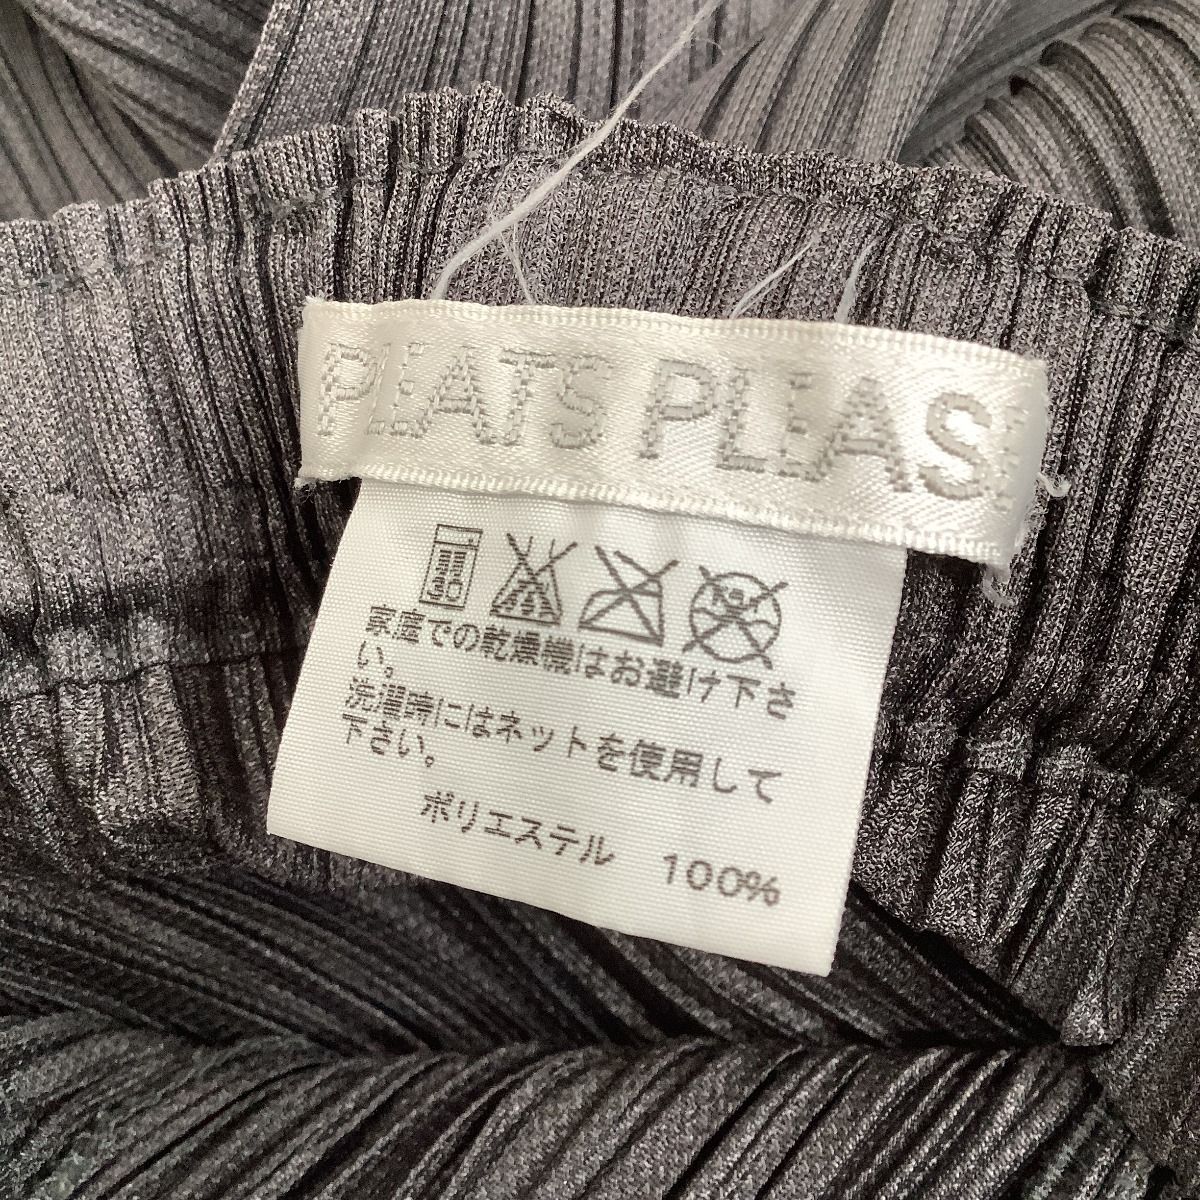 PLEATS PLEASE
家庭での乾燥機はお避け下さ
い。
洗濯時にはネットを使用して
下さい。
ポリエステル 100%